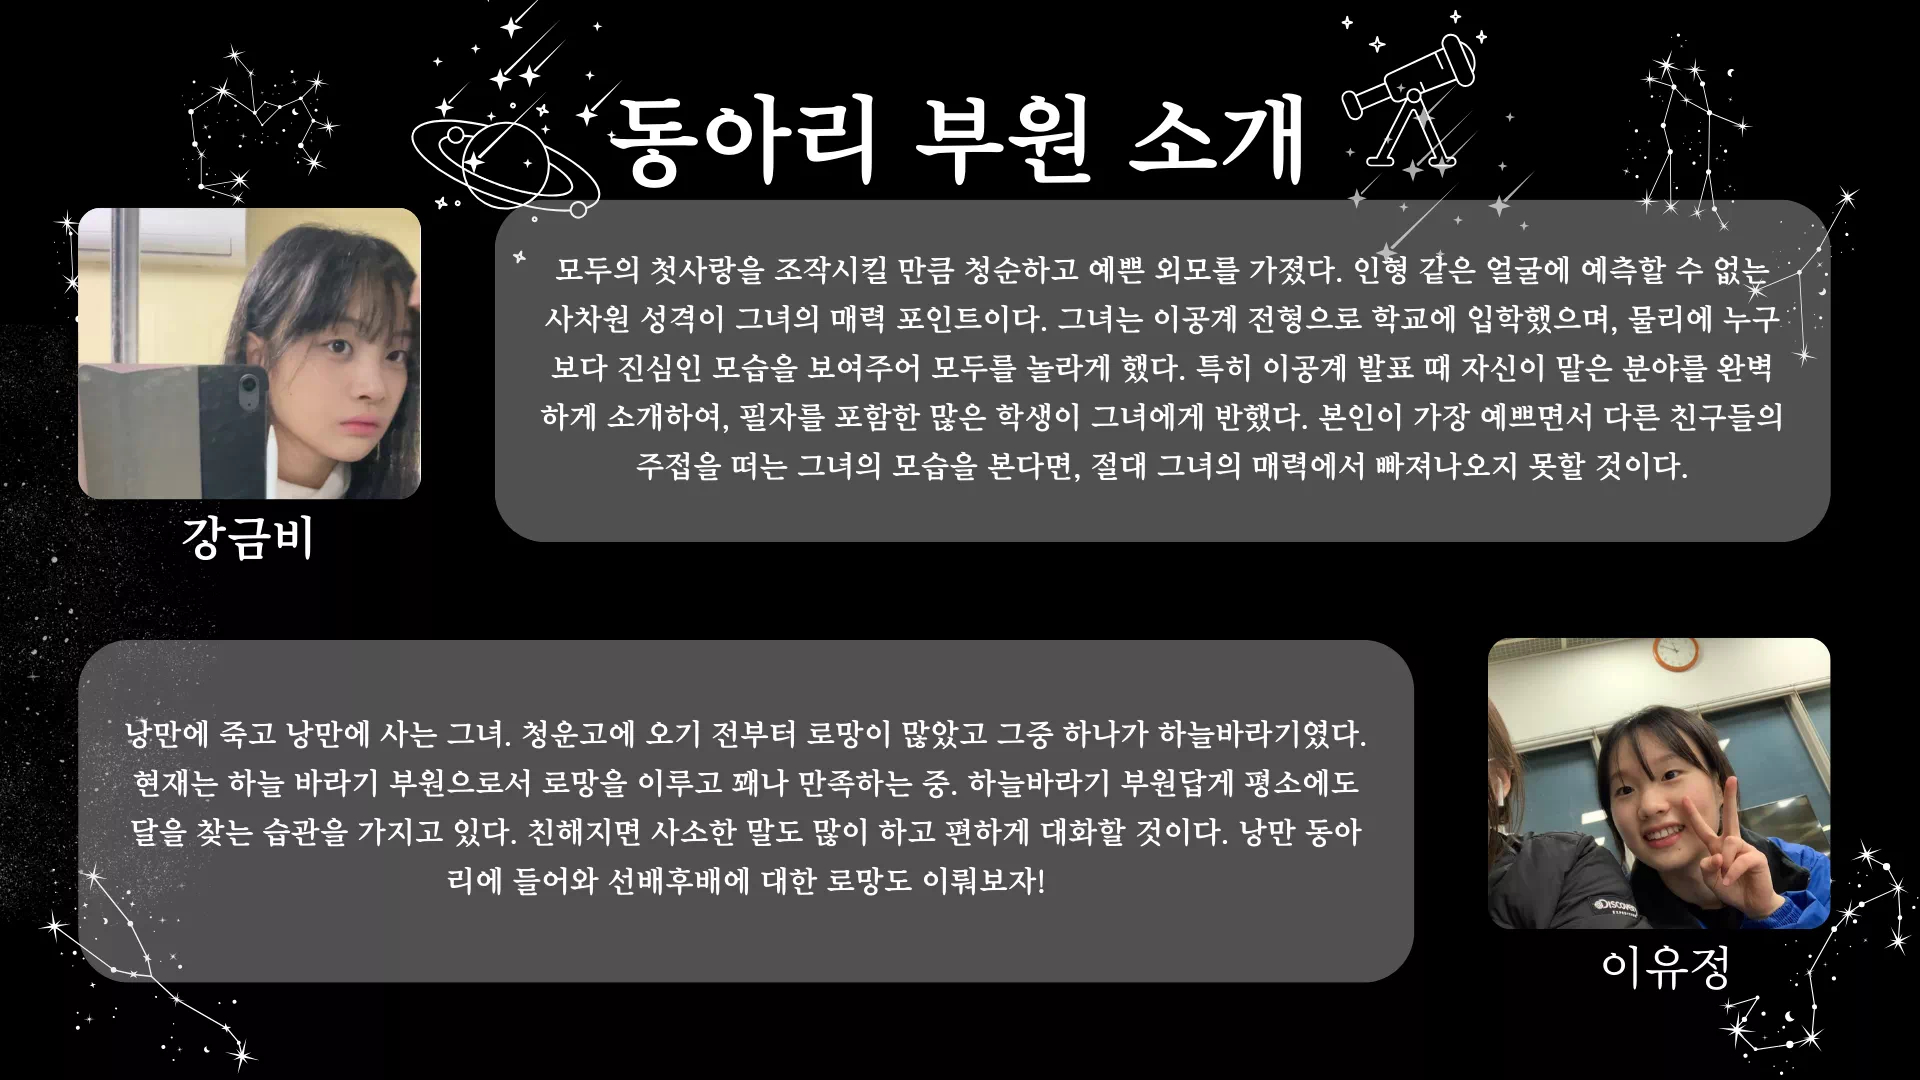 동아리 부원 소개
모두의 첫사랑을 조작시킬 만큼 청순하고 예쁜 외모를 가졌다. 인형 같은 얼굴에 예측할 수 없는
사차원 성격이 그녀의 매력 포인트이다. 그녀는 이공계 전형으로 학교에 입학했으며, 물리에 누구
보다 진심인 모습을 보여주어 모두를 놀라게 했다. 특히 이공계 발표 때 자신이 맡은 분야를 완벽
하게 소개하여, 필자를 포함한 많은 학생이 그녀에게 반했다. 본인이 가장 예쁘면서 다른 친구들의
주접을 떠는 그녀의 모습을 본다면, 절대 그녀의 매력에서 빠져나오지 못할 것이다.
강금비
낭만에 죽고 낭만에 사는 그녀. 청운고에 오기 전부터 로망이 많았고 그중 하나가 하늘바라기였다.
현재는 하늘 바라기 부원으로서 로망을 이루고 꽤나 만족하는 중. 하늘바라기 부원답게 평소에도
달을 찾는 습관을 가지고 있다. 친해지면 사소한 말도 많이 하고 편하게 대화할 것이다. 낭만 동아
리에 들어와 선배후배에 대한 로망도 이뤄보자!
이유정